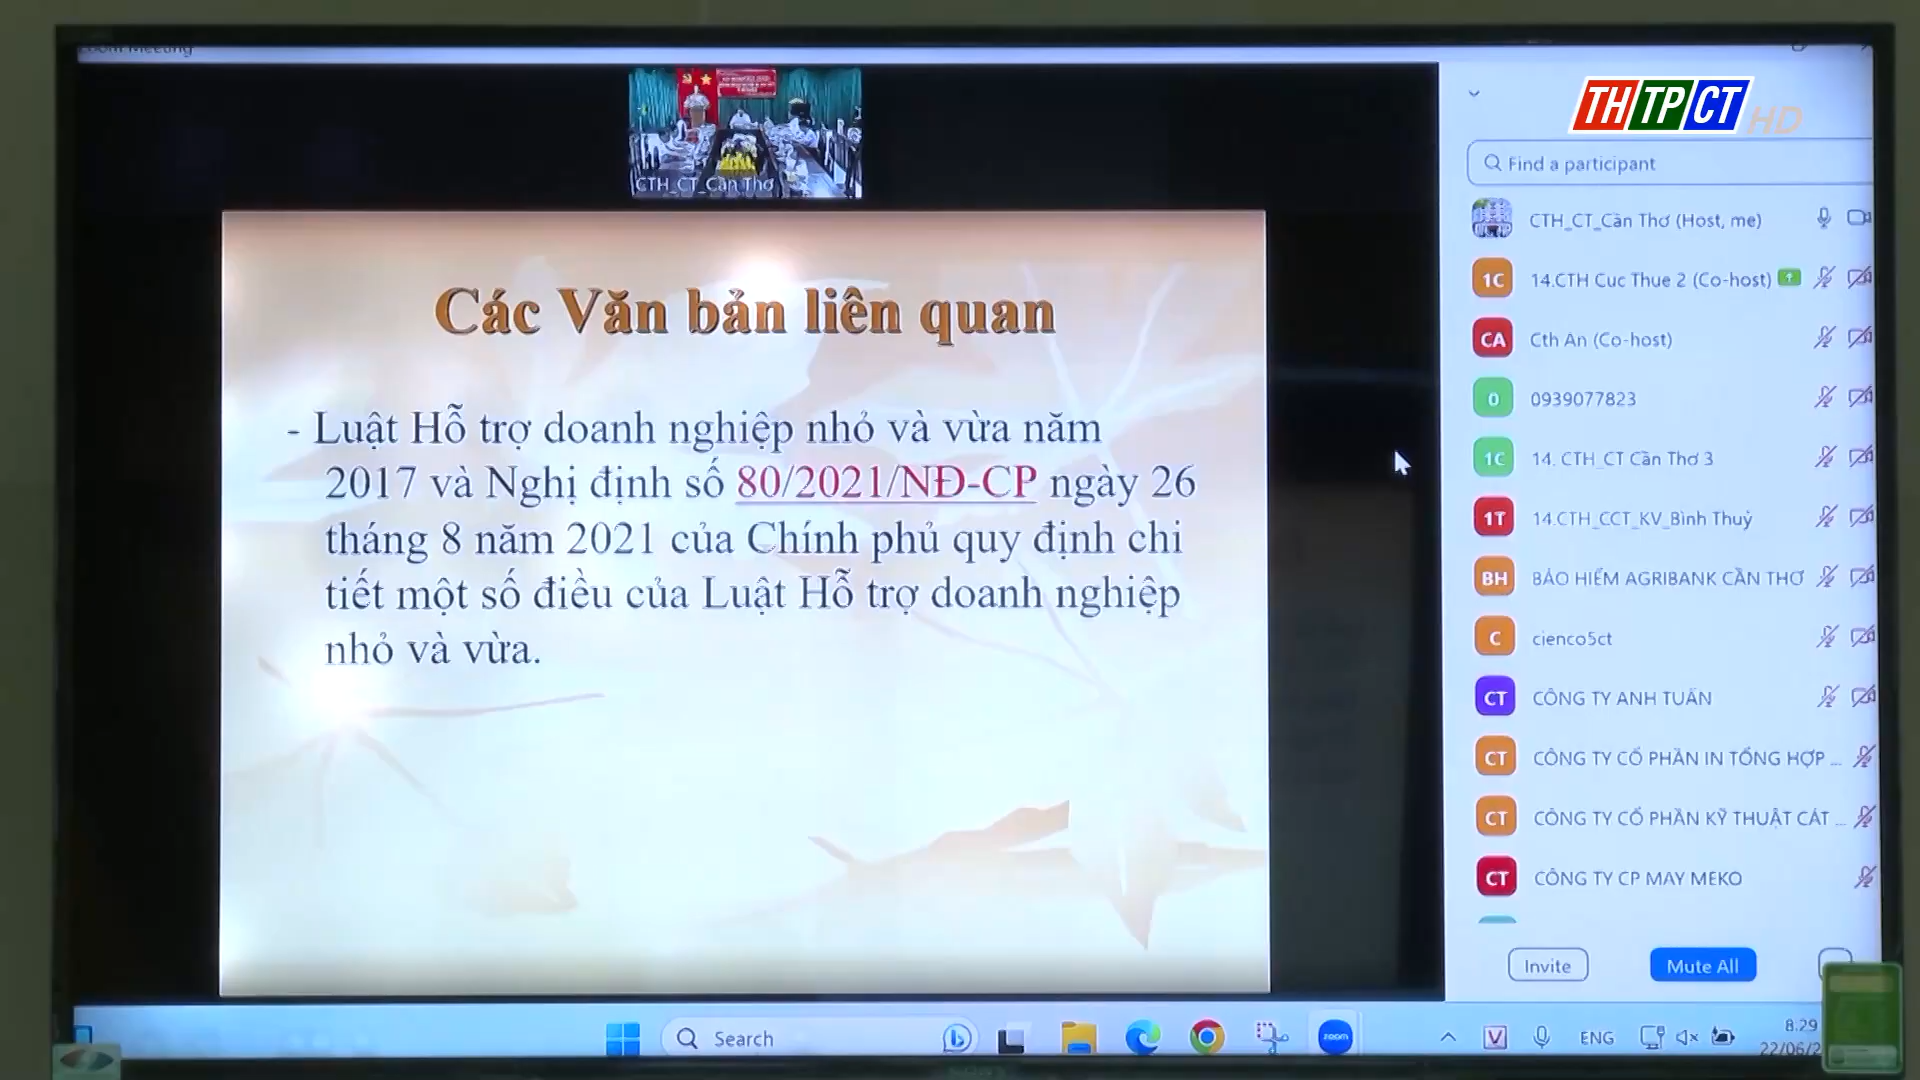 Meeting
THTPCT HD
CTH_CT_Cần Thơ
Các Văn bản liên quan
- Luật Hỗ trợ doanh nghiệp nhỏ và vừa năm
2017 và Nghị định số 80/2021/NĐ-CP ngày 26
tháng 8 năm 2021 của Chính phủ quy định chi
tiết một số điều của Luật Hỗ trợ doanh nghiệp
nhỏ và vừa.
Find a participant
CTH_CT_Cần Thơ (Host, me)
1C 14.CTH Cuc Thue 2 (Co-host)
CA Cth An (Co-host)
0 0939077823
1C 14. CTH_CT Cần Thơ 3
1T 14.CTH_CCT_KV_Bình Thuỷ
BH BẢO HIỂM AGRIBANK CẦN THƠ
C cienco5ct
CT CÔNG TY ANH TUẤN
CT CÔNG TY CỔ PHẦN IN TỔNG HỢP ...
CT CÔNG TY CỔ PHẦN KỸ THUẬT CÁT ...
CT CÔNG TY CP MAY MEKO
Invite Mute All
Search zoom V ENG 8.29
22/06/2